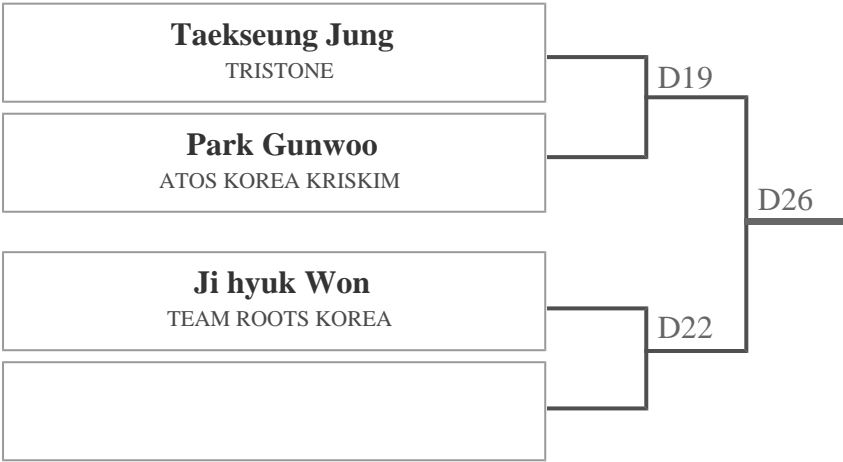 Taekseung Jung
TRISTONE
D19
Park Gunwoo
ATOS KOREA KRISKIM
D26
Ji hyuk Won
TEAM ROOTS KOREA
D22